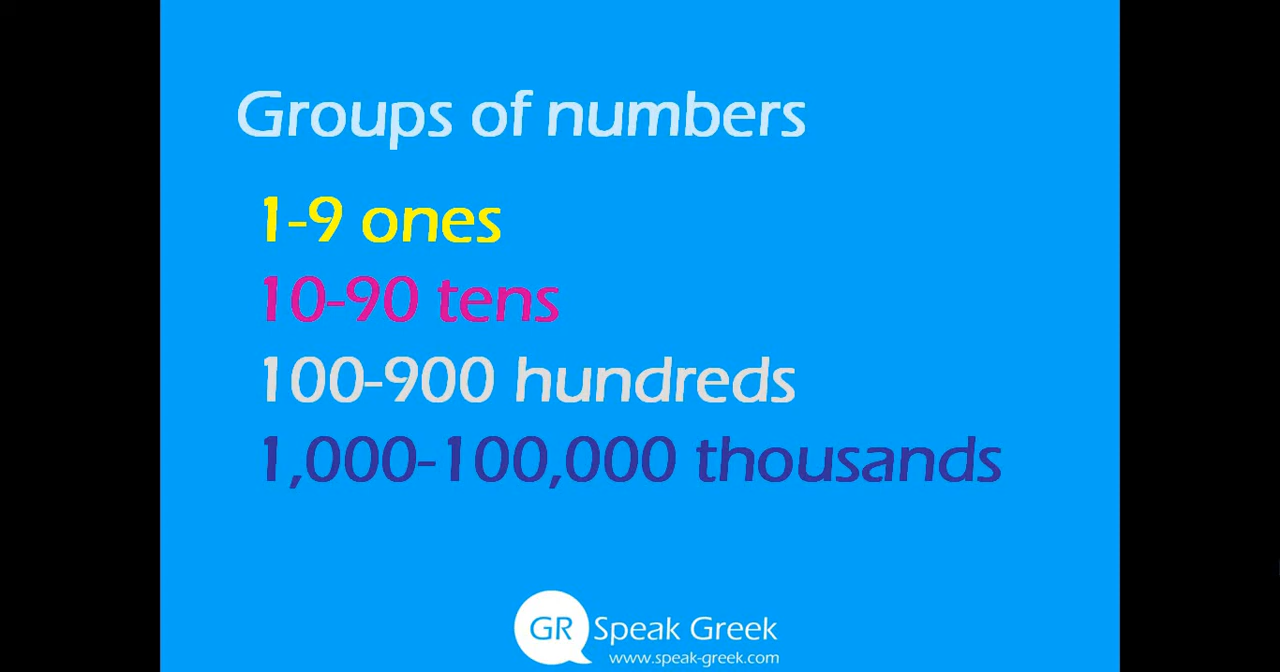 Groups of numbers
1-9 ones
10-90 tens
100-900 hundreds
1,000-100,000 thousands
GR Speak Greek
www.speak-greek.com